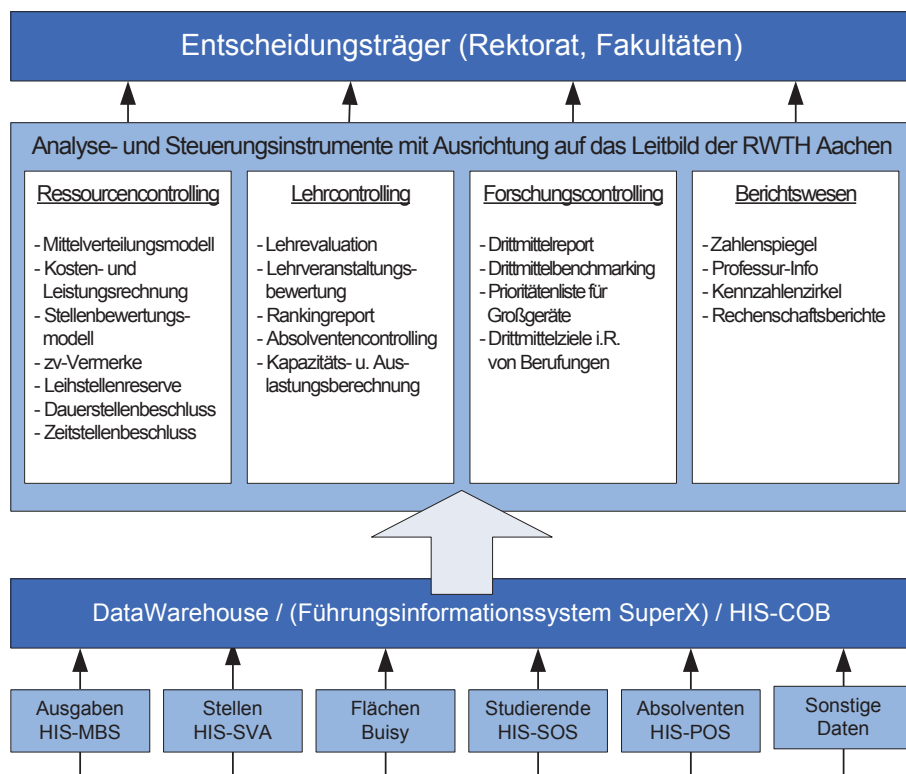 Entscheidungsträger (Rektorat, Fakultäten)
Analyse- und Steuerungsinstrumente mit Ausrichtung auf das Leitbild der RWTH Aachen
Ressourcencontrolling
- Mittelverteilungsmodell
- Kosten- und
Leistungsrechnung
- Stellenbewertungs-
modell
- zv-Vermerke
- Leihstellenreserve
- Dauerstellenbeschluss
- Zeitstellenbeschluss
Lehrcontrolling
- Lehrevaluation
- Lehrveranstaltungs-
bewertung
- Rankingreport
- Absolventencontrolling
- Kapazitäts- u. Aus-
lastungsberechnung
Forschungscontrolling
- Drittmittelreport
- Drittmittelbenchmarking
- Prioritätenliste für
Großgeräte
- Drittmittelziele i.R.
von Berufungen
Berichtswesen
- Zahlenspiegel
- Professur-Info
- Kennzahlenzirkel
- Rechenschaftsberichte
DataWarehouse / (Führungsinformationssystem SuperX) / HIS-COB
Ausgaben
HIS-MBS
Stellen
HIS-SVA
Flächen
Buisy
Studierende
HIS-SOS
Absolventen
HIS-POS
Sonstige
Daten